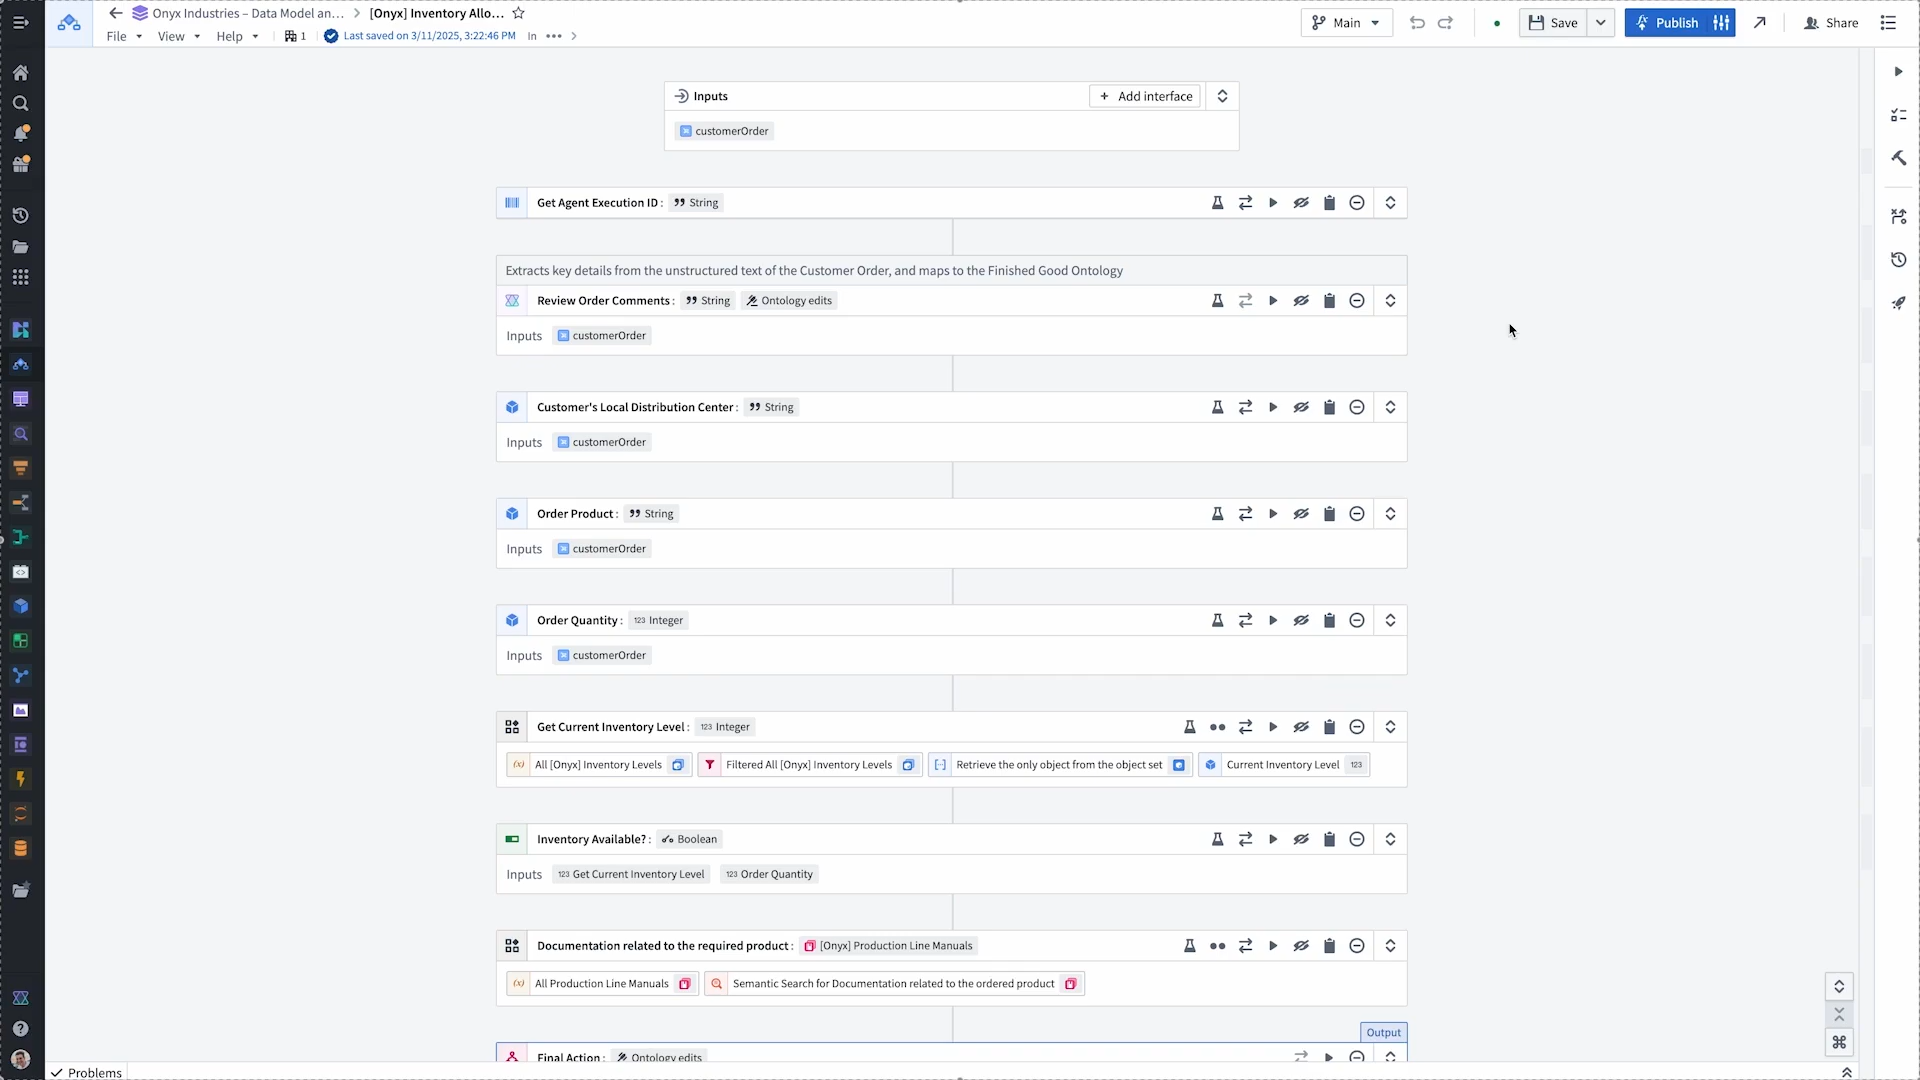 Onyx Industries – Data Model an... > [Onyx] Inventory Allo...
File View Help 1 Last saved on 3/11/2025, 3:22:46 PM In •••
Main Save Publish Share
Inputs + Add interface
customerOrder
Get Agent Execution ID : String
Extracts key details from the unstructured text of the Customer Order, and maps to the Finished Good Ontology
Review Order Comments : String Ontology edits
Inputs customerOrder
Customer's Local Distribution Center : String
Inputs customerOrder
Order Product : String
Inputs customerOrder
Order Quantity : 123 Integer
Inputs customerOrder
Get Current Inventory Level : 123 Integer
(x) All [Onyx] Inventory Levels Filtered All [Onyx] Inventory Levels Retrieve the only object from the object set Current Inventory Level 123
Inventory Available? : Boolean
Inputs 123 Get Current Inventory Level 123 Order Quantity
Documentation related to the required product : [Onyx] Production Line Manuals
(x) All Production Line Manuals Semantic Search for Documentation related to the ordered product
Output
Final Action : Ontology edits
Problems